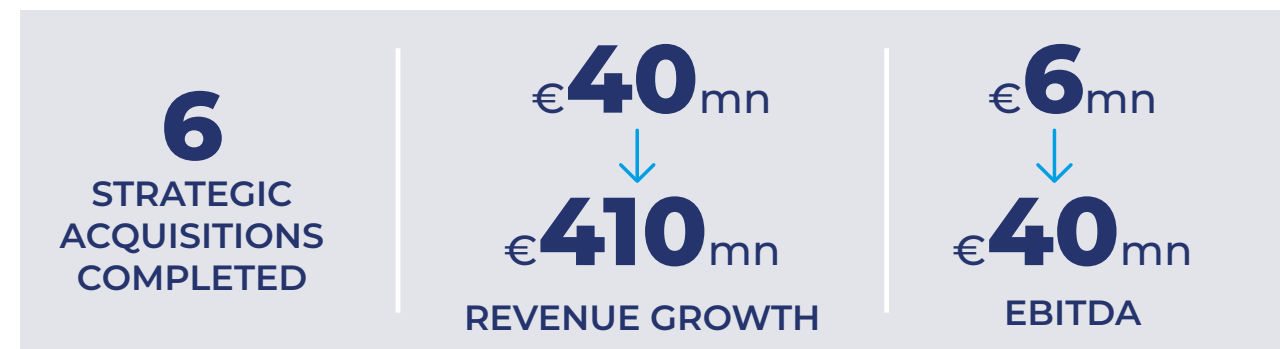 6
STRATEGIC
ACQUISITIONS
COMPLETED
€40mn
€410mn
REVENUE GROWTH
€6mn
€40mn
EBITDA